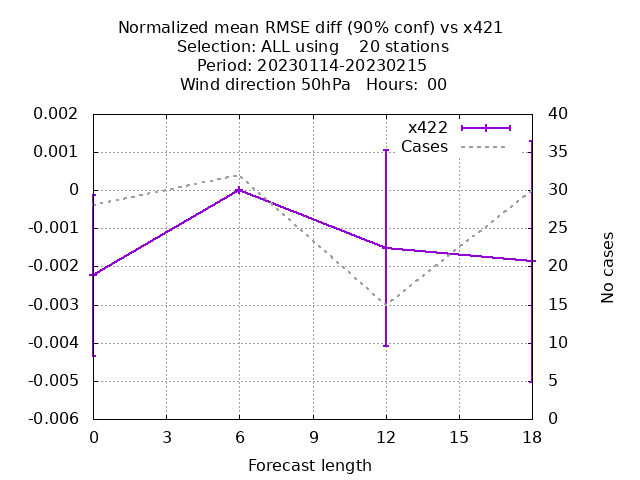 Normalized mean RMSE diff (90% conf) vs x421
Selection: ALL using    20 stations
Period: 20230114-20230215
Wind direction 50hPa   Hours:  00
0.002
0.001
0
-0.001
-0.002
-0.003
-0.004
-0.005
-0.006
40
35
30
25
20
15
10
5
0
x422
Cases
No cases
0 3 6 9 12 15 18
Forecast length